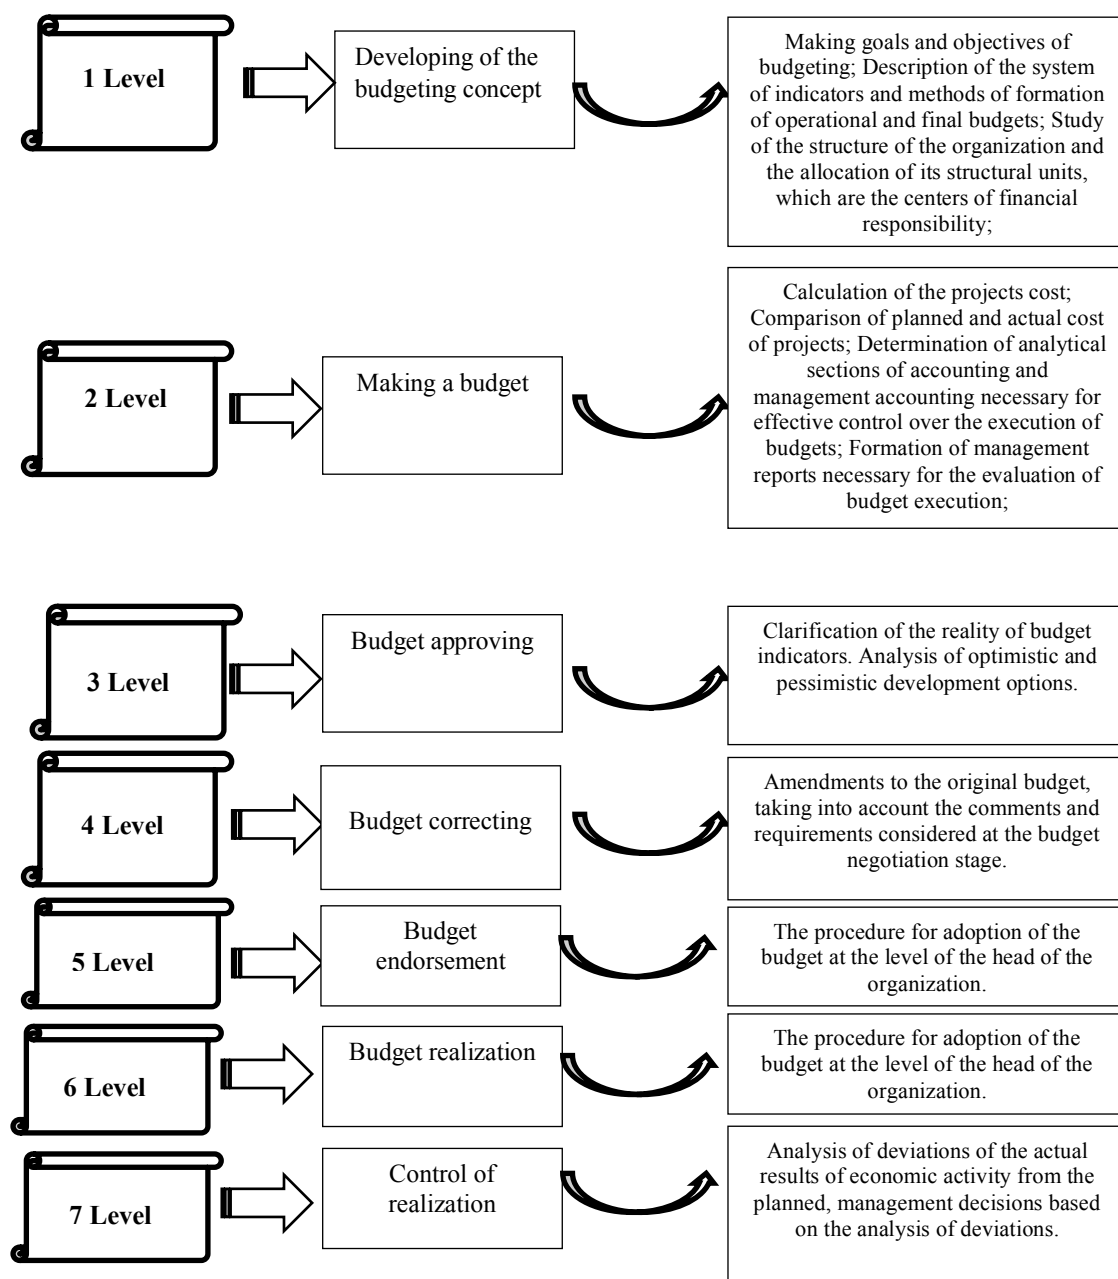 1 Level
Developing of the
budgeting concept
Making goals and objectives of
budgeting; Description of the system
of indicators and methods of formation
of operational and final budgets; Study
of the structure of the organization and
the allocation of its structural units,
which are the centers of financial
responsibility;
2 Level
Making a budget
Calculation of the projects cost;
Comparison of planned and actual cost
of projects; Determination of analytical
sections of accounting and
management accounting necessary for
effective control over the execution of
budgets; Formation of management
reports necessary for the evaluation of
budget execution;
3 Level
Budget approving
Clarification of the reality of budget
indicators. Analysis of optimistic and
pessimistic development options.
4 Level
Budget correcting
Amendments to the original budget,
taking into account the comments and
requirements considered at the budget
negotiation stage.
5 Level
Budget
endorsement
The procedure for adoption of the
budget at the level of the head of the
organization.
6 Level
Budget realization
The procedure for adoption of the
budget at the level of the head of the
organization.
7 Level
Control of
realization
Analysis of deviations of the actual
results of economic activity from the
planned, management decisions based
on the analysis of deviations.